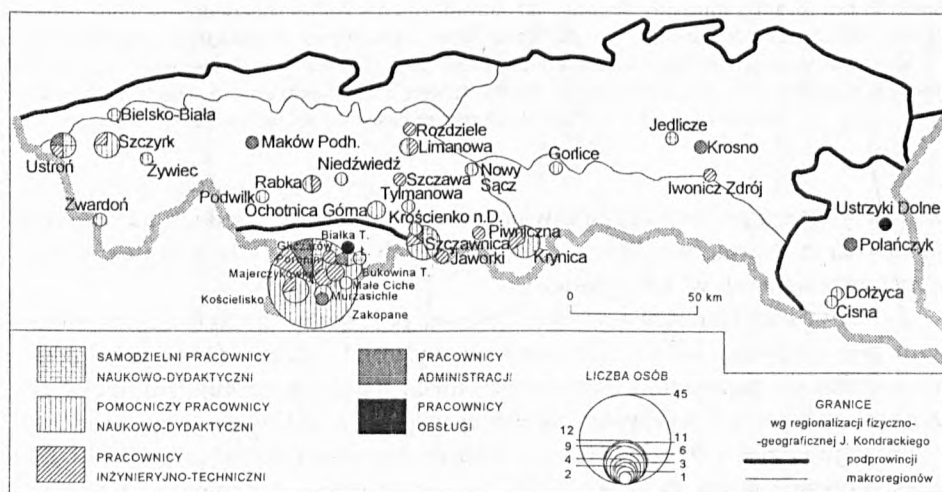 Bielsko-Biała
Szczyrk
Ustroń
Żywiec
Zwardoń
Maków Podh.
Niedźwiedź
Rabka
Podwilk
Ochotnica Górna
Rozdziele
Limanowa
Szczawa
Tylmanowa
Nowy
Sącz
Gorlice
Jedlicze
Krosno
Iwonicz Zdrój
Krościenko n.D.
Piwniczna
Szczawnica
Jaworki
Krynica
Białka T.
Gliczarów
Poronin
Majerczykówka
Bukowina T.
Małe Ciche
Murzasichle
Kościelisko
Zakopane
Ustrzyki Dolne
Polańczyk
Dołżyca
Cisna
0 50 km
SAMODZIELNI PRACOWNICY
NAUKOWO-DYDAKTYCZNI
POMOCNICZY PRACOWNICY
NAUKOWO-DYDAKTYCZNI
PRACOWNICY
INŻYNIERYJNO-TECHNICZNI
PRACOWNICY
ADMINISTRACJI
PRACOWNICY
OBSŁUGI
LICZBA OSÓB
45
12 11
9 6
4 3
2 1
GRANICE
wg regionalizacji fizyczno-
-geograficznej J. Kondrackiego
podprowincji
makroregionów